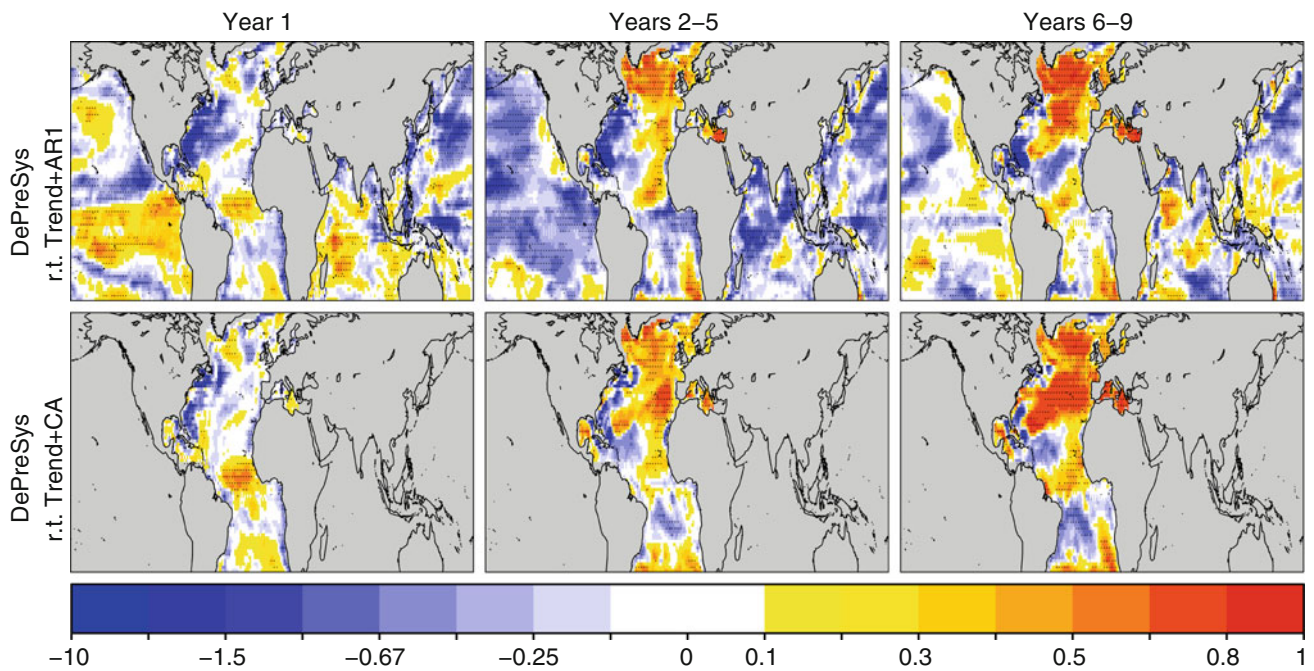 Year 1
Years 2–5
Years 6–9
DePreSys
r.t. Trend+AR1
DePreSys
r.t. Trend+CA
−10
−1.5
−0.67
−0.25
0
0.1
0.3
0.5
0.8
1